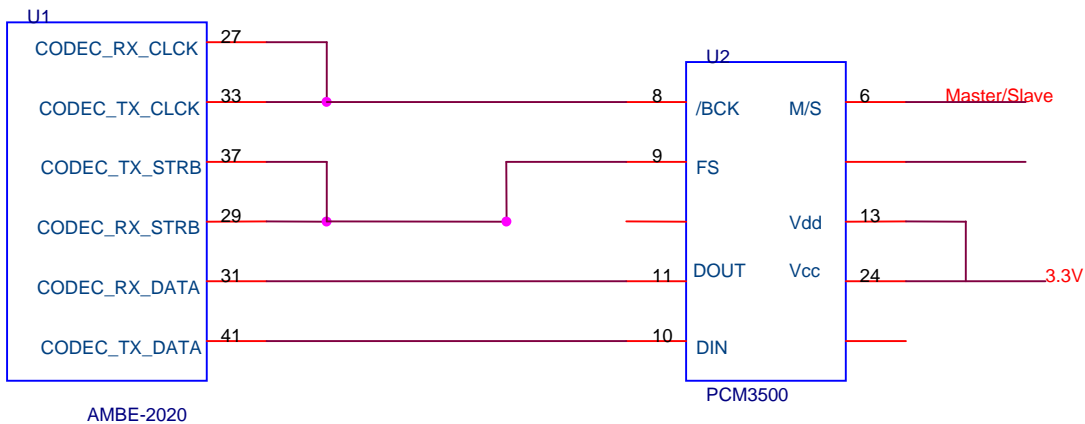 U1
CODEC_RX_CLCK 27
CODEC_TX_CLCK 33
CODEC_TX_STRB 37
CODEC_RX_STRB 29
CODEC_RX_DATA 31
CODEC_TX_DATA 41
AMBE-2020
U2
8 /BCK M/S 6 Master/Slave
9 FS
Vdd 13
11 DOUT Vcc 24 3.3V
10 DIN
PCM3500